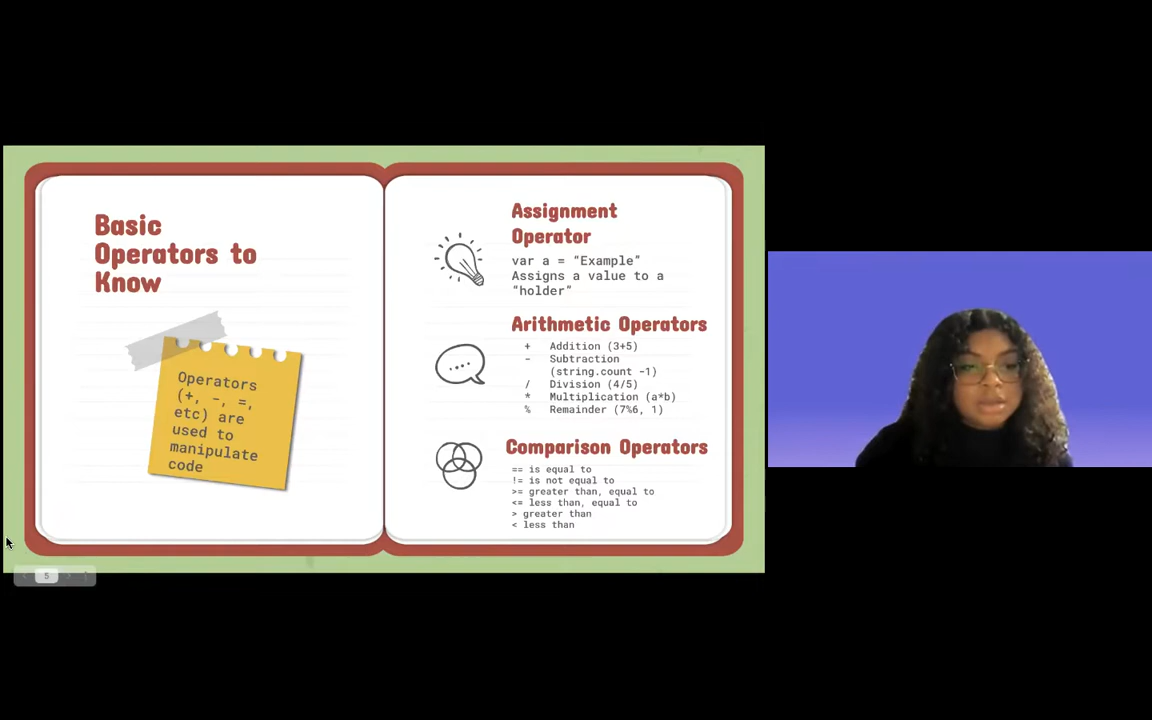 Basic
Operators to
Know
Operators
(+, -, =,
etc) are
used to
manipulate
code
Assignment
Operator
var a = "Example"
Assigns a value to a
"holder"
Arithmetic Operators
+ Addition (3+5)
- Subtraction
(string.count -1)
/ Division (4/5)
* Multiplication (a*b)
% Remainder (7%6, 1)
Comparison Operators
== is equal to
!= is not equal to
>= greater than, equal to
<= less than, equal to
> greater than
< less than
5